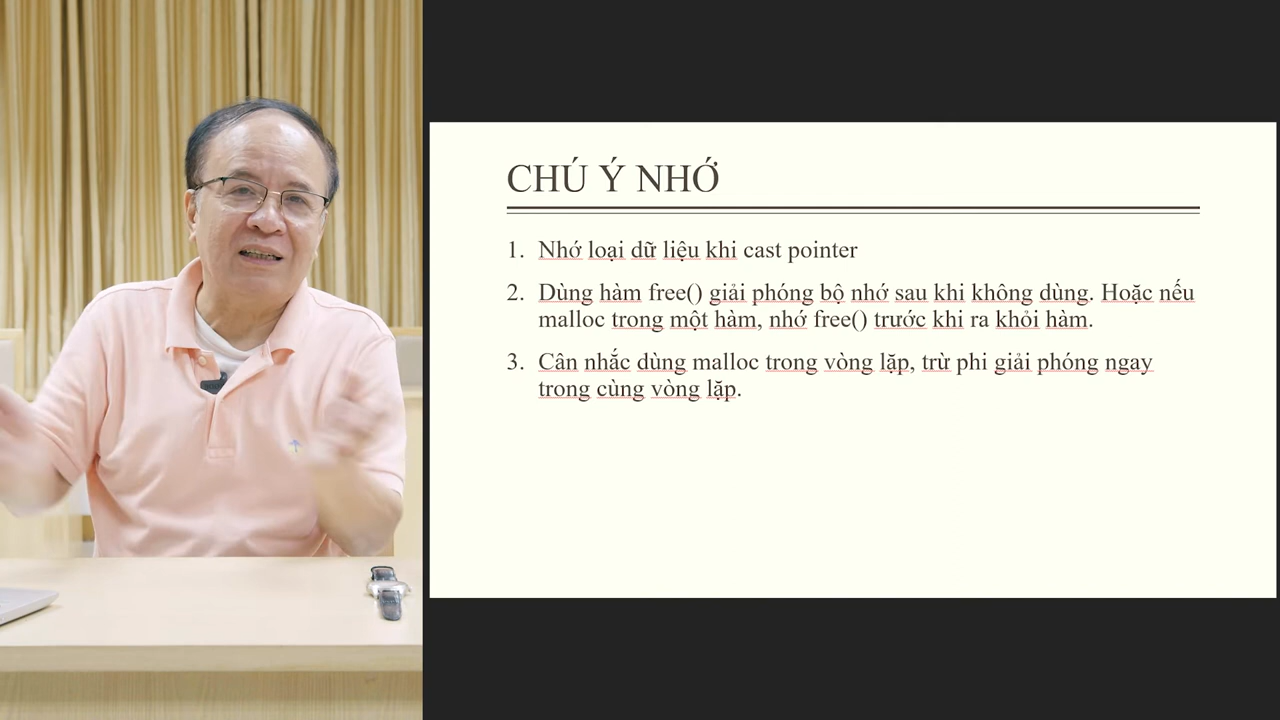 CHÚ Ý NHỚ
1. Nhớ loại dữ liệu khi cast pointer
2. Dùng hàm free() giải phóng bộ nhớ sau khi không dùng. Hoặc nếu
malloc trong một hàm, nhớ free() trước khi ra khỏi hàm.
3. Cân nhắc dùng malloc trong vòng lặp, trừ phi giải phóng ngay
trong cùng vòng lặp.